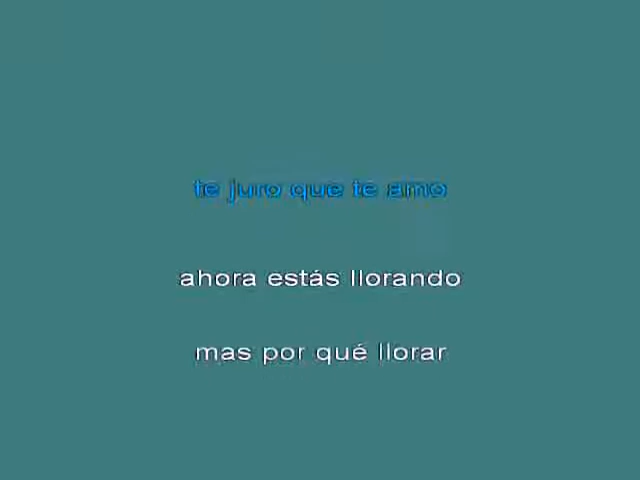 te juro que te amo
ahora estás llorando
mas por qué llorar